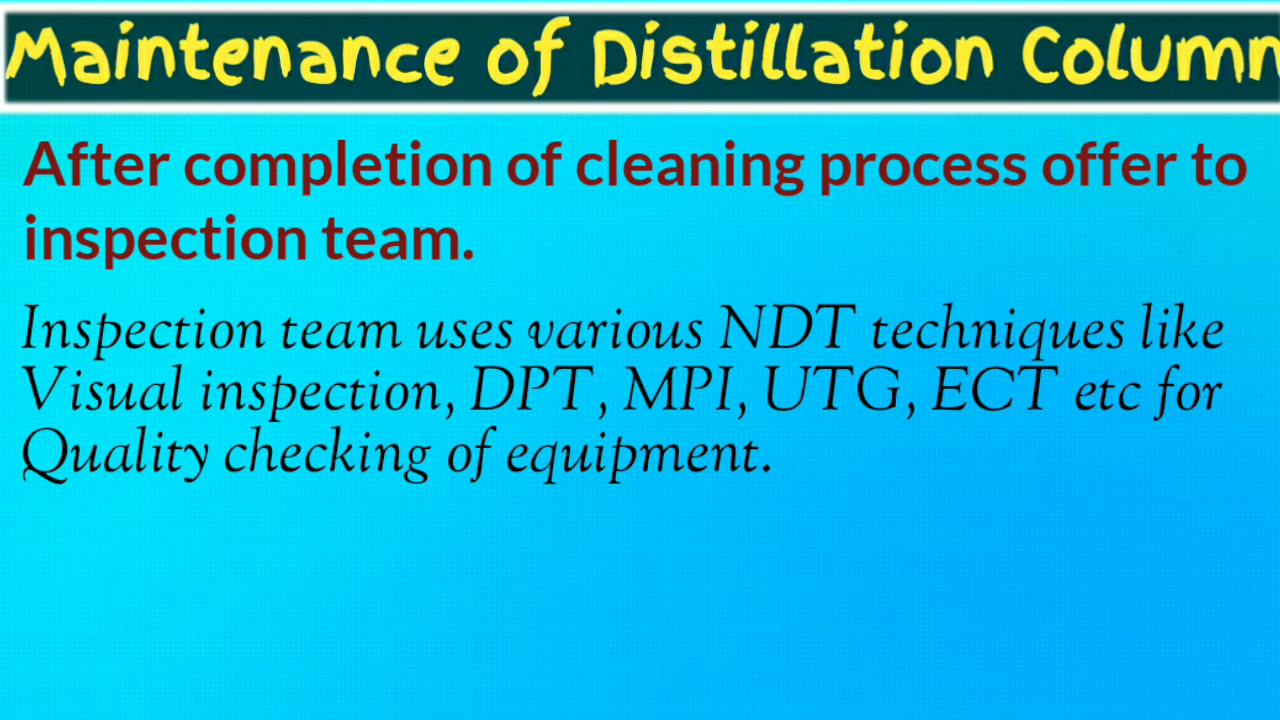 Maintenance of Distillation Column
After completion of cleaning process offer to
inspection team.
Inspection team uses various NDT techniques like
Visual inspection, DPT, MPI, UTG, ECT etc for
Quality checking of equipment.